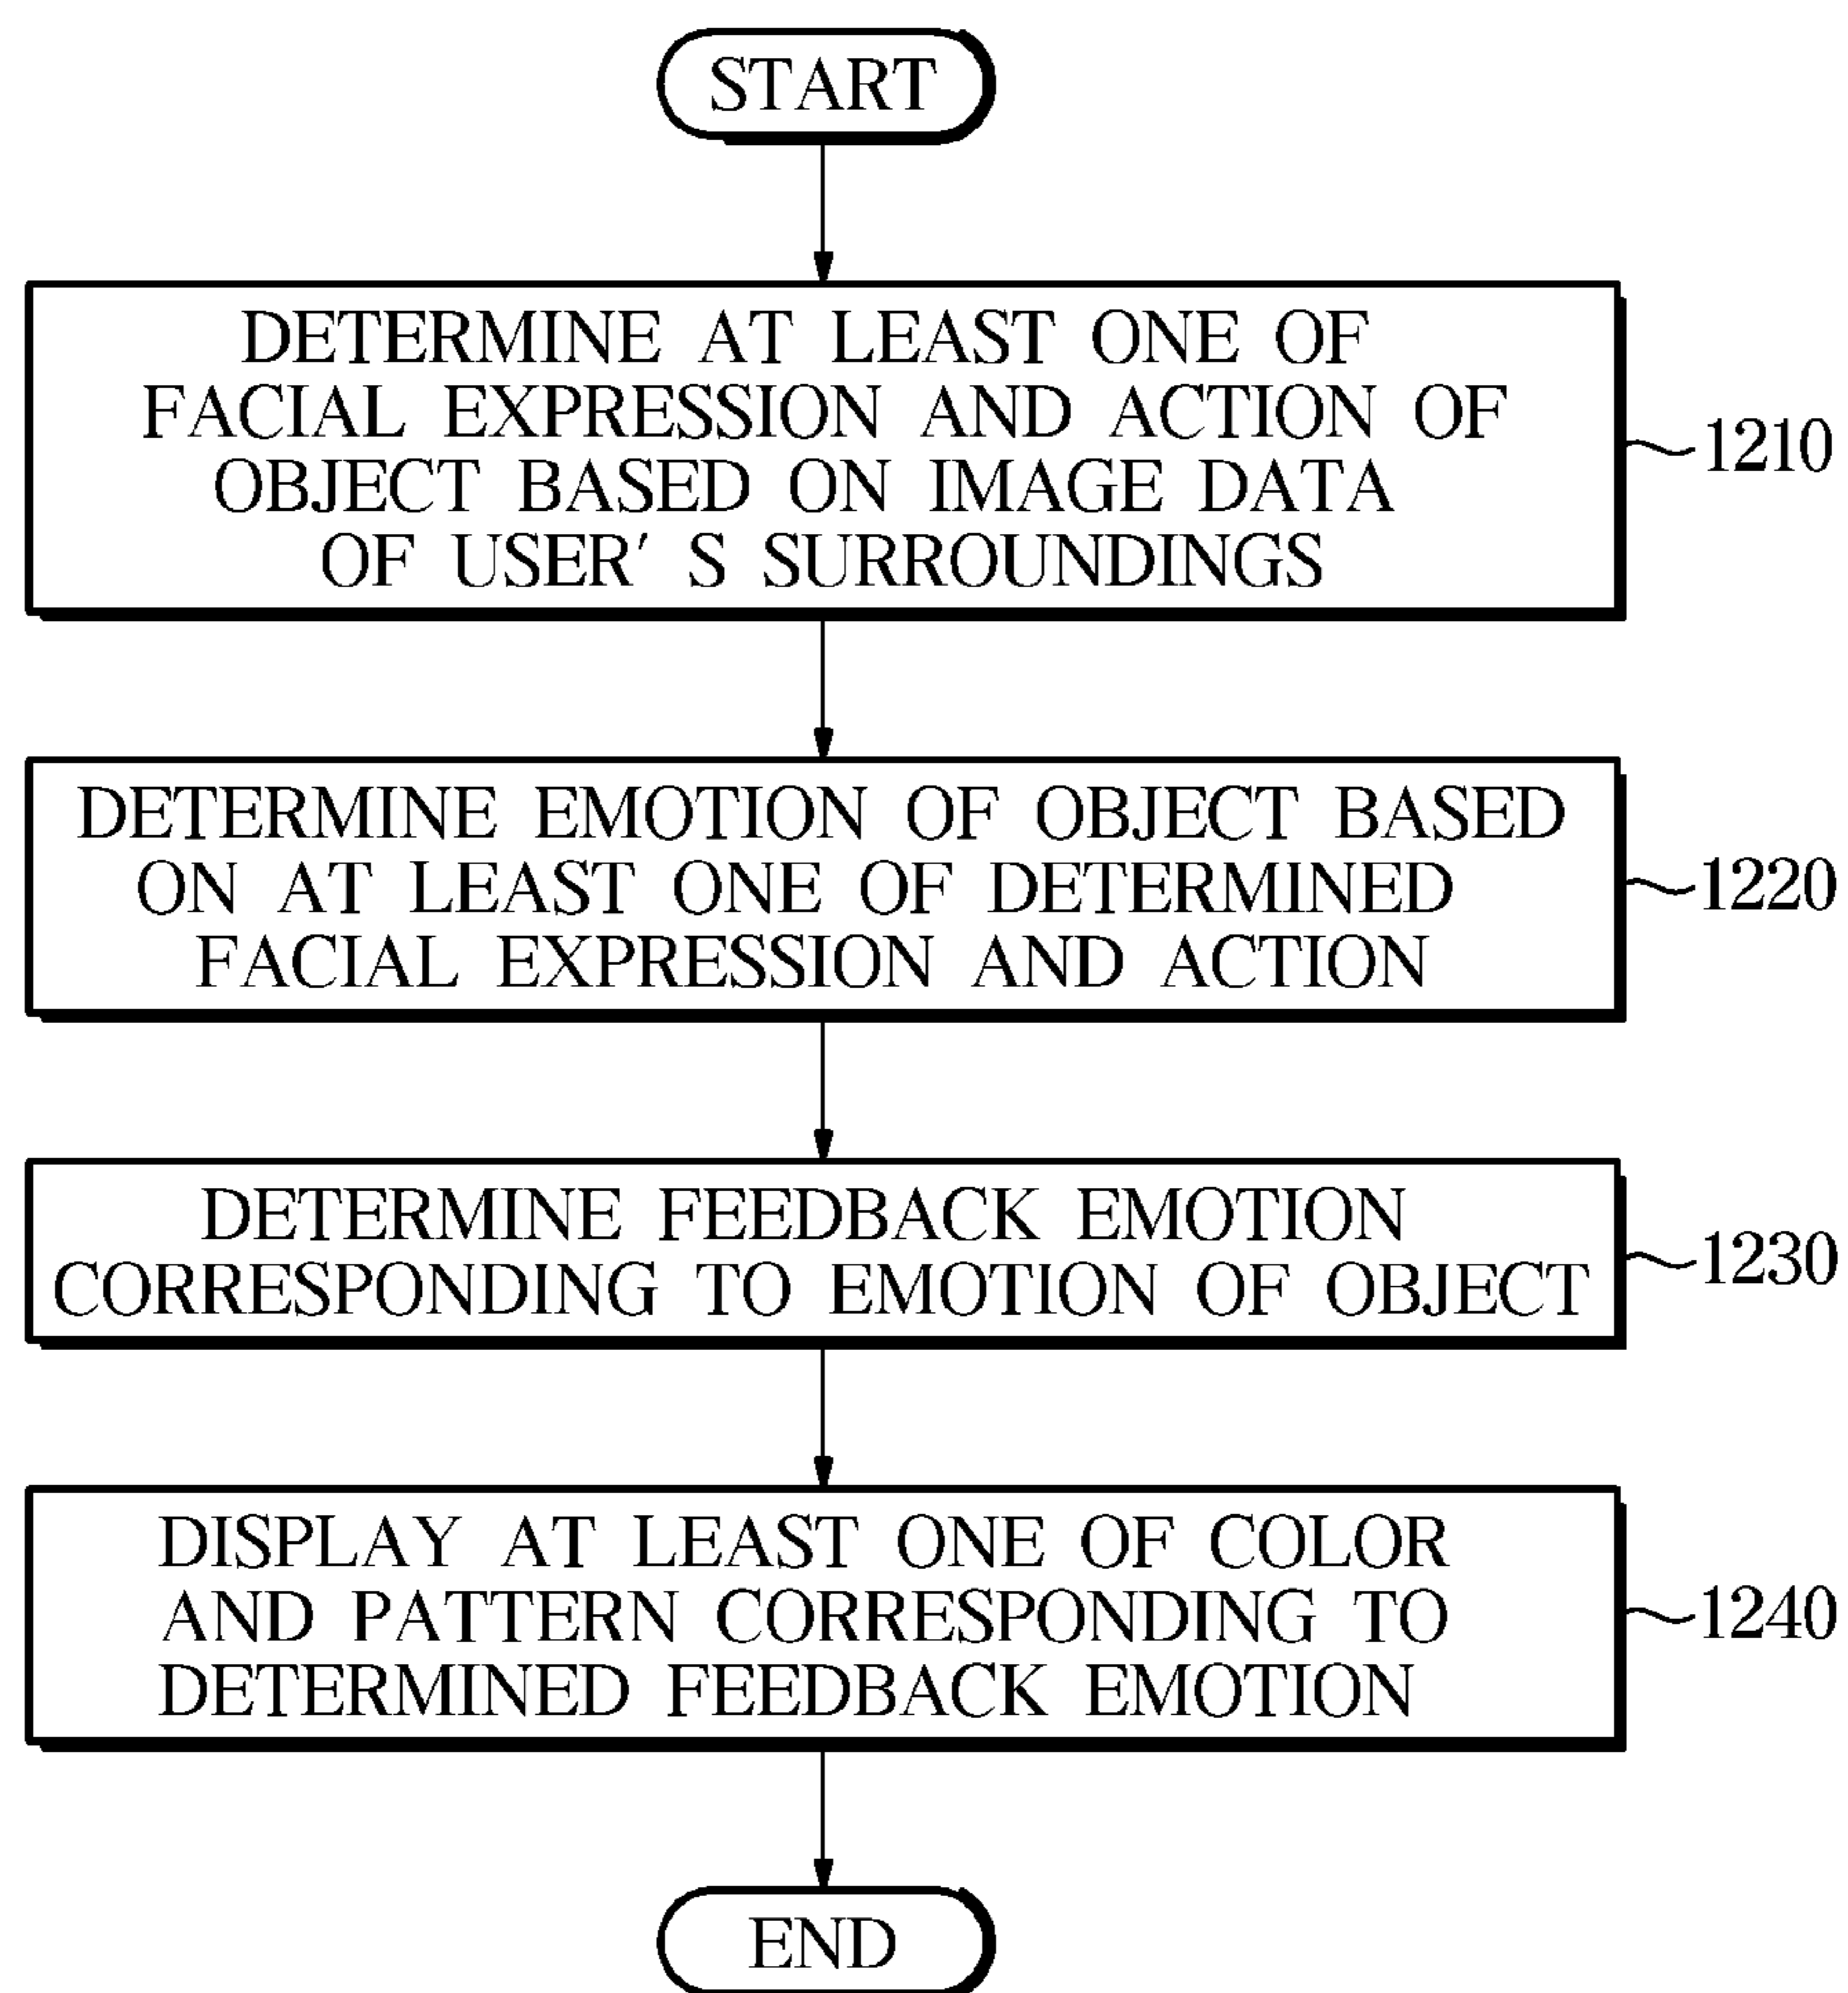 START
DETERMINE AT LEAST ONE OF
FACIAL EXPRESSION AND ACTION OF
OBJECT BASED ON IMAGE DATA
OF USER' S SURROUNDINGS
1210
DETERMINE EMOTION OF OBJECT BASED
ON AT LEAST ONE OF DETERMINED
FACIAL EXPRESSION AND ACTION
1220
DETERMINE FEEDBACK EMOTION
CORRESPONDING TO EMOTION OF OBJECT
1230
DISPLAY AT LEAST ONE OF COLOR
AND PATTERN CORRESPONDING TO
DETERMINED FEEDBACK EMOTION
1240
END